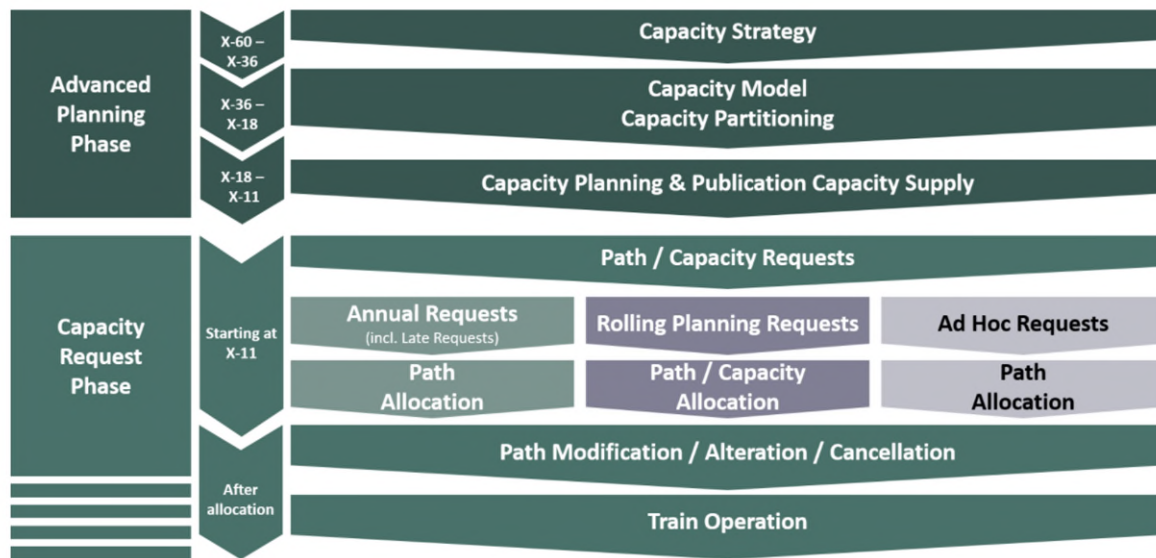 Advanced
Planning
Phase
X-60 –
X-36
Capacity Strategy
X-36 –
X-18
Capacity Model
Capacity Partitioning
X-18 –
X-11
Capacity Planning & Publication Capacity Supply
Capacity
Request
Phase
Starting at
X-11
Path / Capacity Requests
Annual Requests
(incl. Late Requests)
Rolling Planning Requests
Ad Hoc Requests
Path
Allocation
Path / Capacity
Allocation
Path
Allocation
After
allocation
Path Modification / Alteration / Cancellation
Train Operation